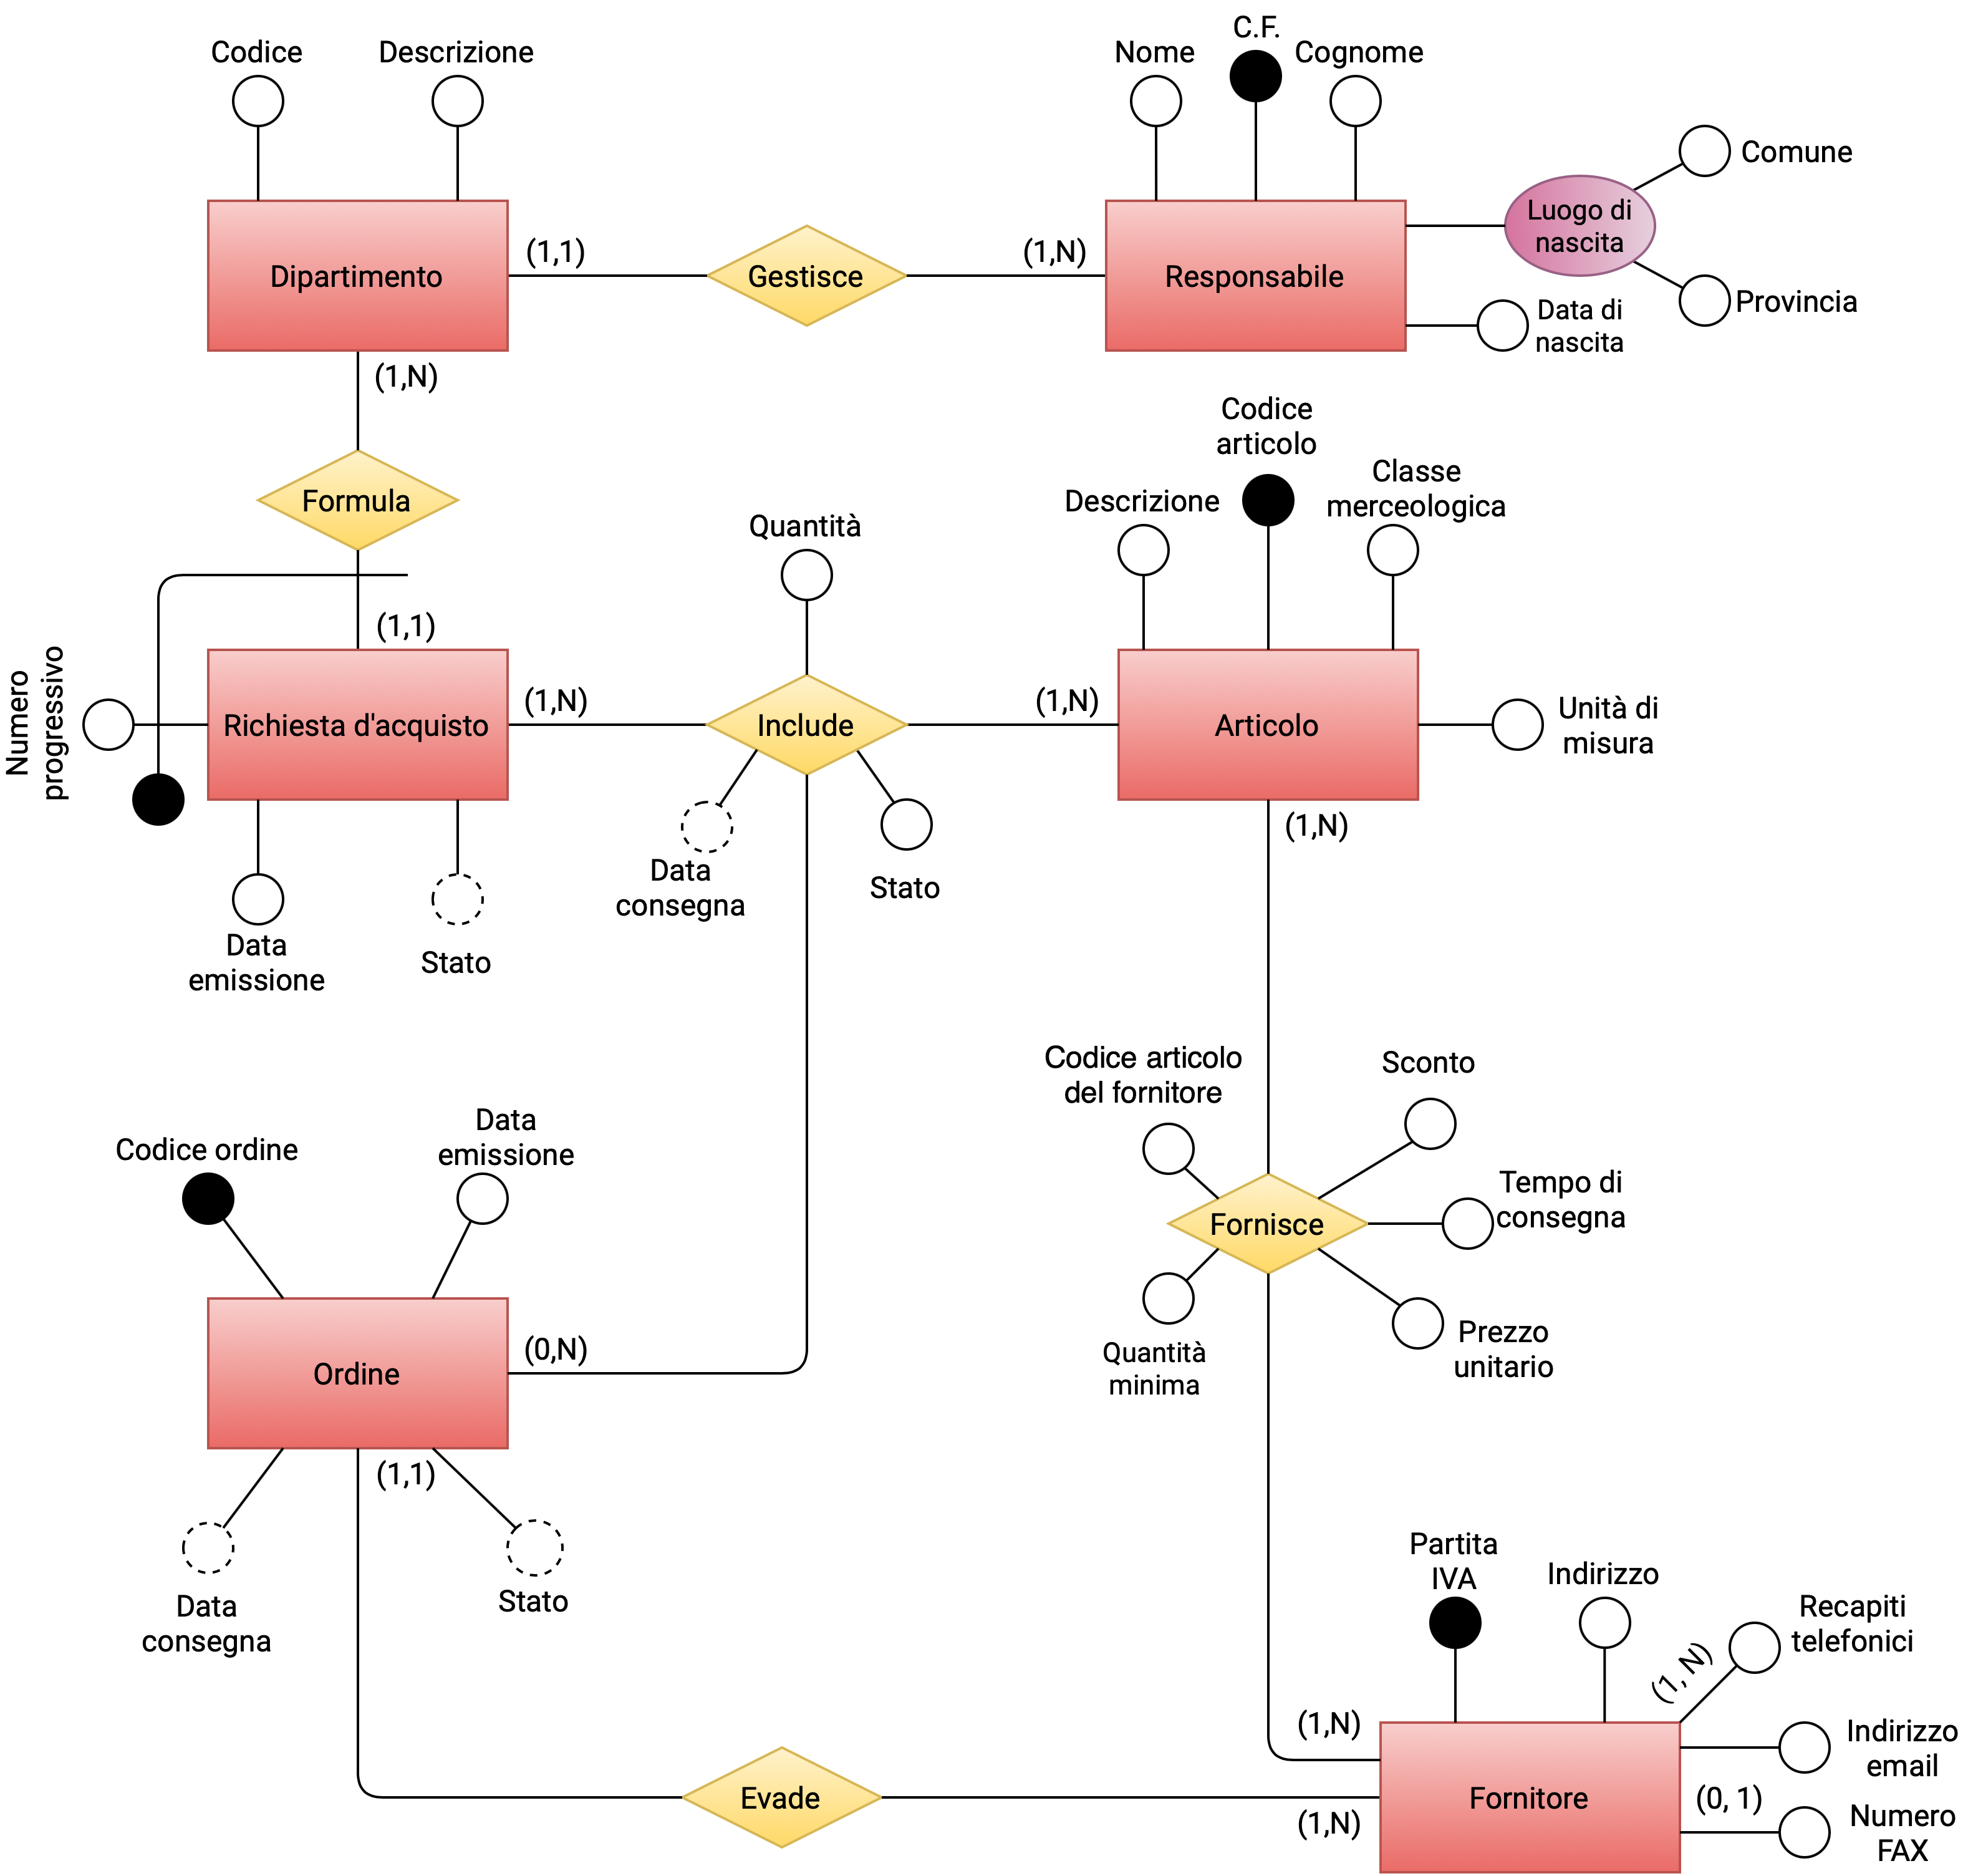 C.F.
Codice
Descrizione
Nome
Cognome
Comune
Luogo di
nascita
Dipartimento
(1,1)
Gestisce
(1,N)
Responsabile
Provincia
Data di
nascita
(1,N)
Codice
articolo
Formula
Descrizione
Classe
merceologica
Quantità
(1,1)
Numero
progressivo
Richiesta d'acquisto
(1,N)
Include
(1,N)
Articolo
Unità di
misura
(1,N)
Data
consegna
Stato
Data
emissione
Stato
Codice articolo
del fornitore
Sconto
Codice ordine
Data
emissione
Fornisce
Tempo di
consegna
Quantità
minima
Prezzo
unitario
Ordine
(0,N)
(1,1)
Data
consegna
Stato
Partita
IVA
Indirizzo
Recapiti
telefonici
(1, N)
(1,N)
Indirizzo
email
Evade
(1,N)
Fornitore
(0, 1)
Numero
FAX